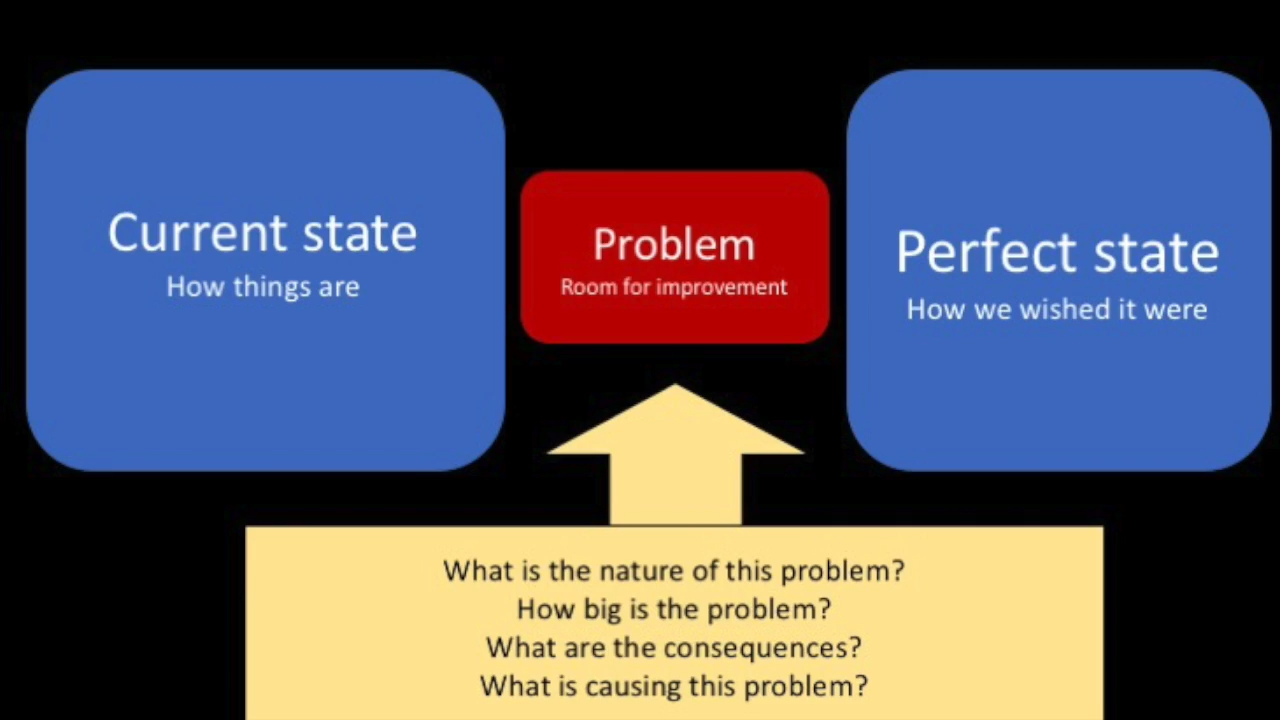 Current state
How things are
Problem
Room for improvement
Perfect state
How we wished it were
What is the nature of this problem?
How big is the problem?
What are the consequences?
What is causing this problem?